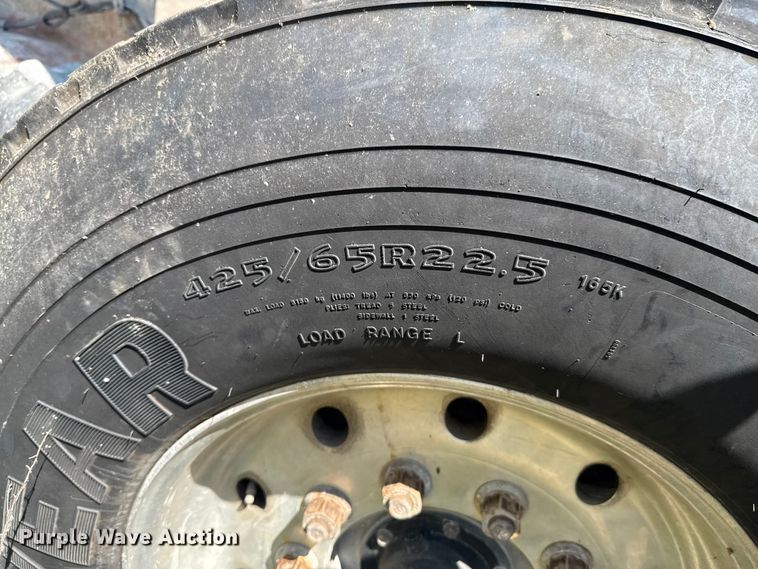 425/65R22.5 165K
MAX. LOAD 5150 kg (11400 lbs) AT 830 kPa (120 PSI) COLD
PLIES: TREAD 5 STEEL
SIDEWALL 1 STEEL
LOAD RANGE L
EAR
Purple Wave Auction